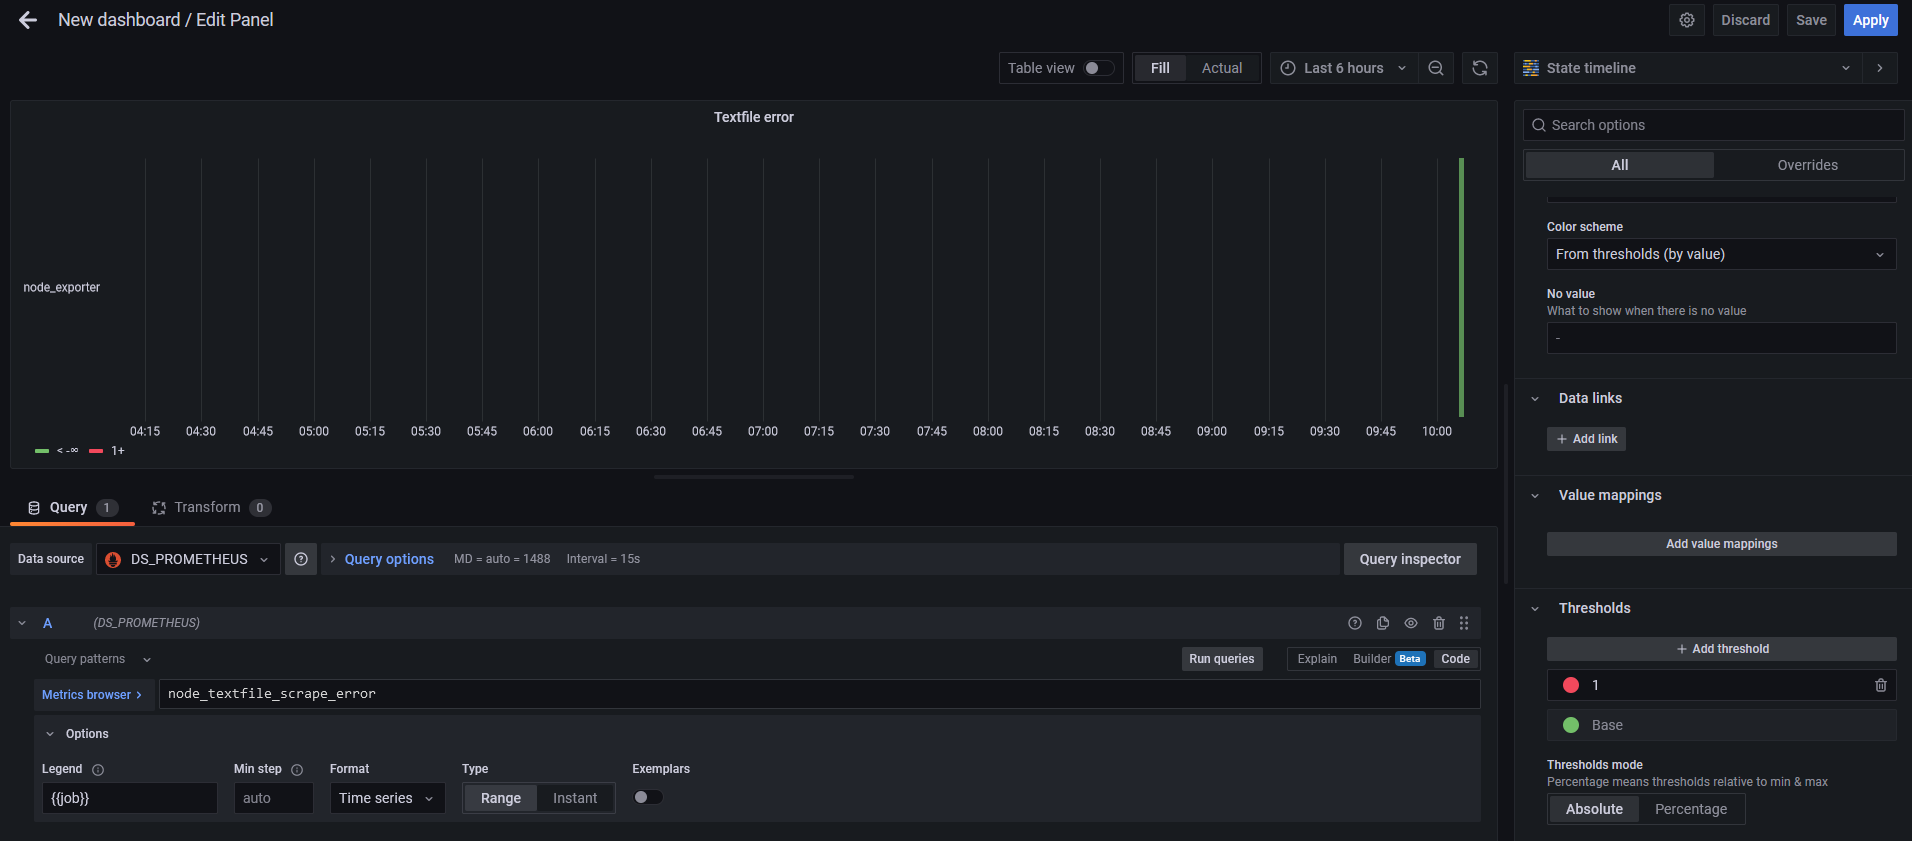 New dashboard / Edit Panel
Discard Save Apply
Table view Fill Actual Last 6 hours State timeline
Textfile error
Search options
All Overrides
node_exporter
04:15 04:30 04:45 05:00 05:15 05:30 05:45 06:00 06:15 06:30 06:45 07:00 07:15 07:30 07:45 08:00 08:15 08:30 08:45 09:00 09:15 09:30 09:45 10:00
< -∞ 1+
Color scheme
From thresholds (by value)
No value
What to show when there is no value
-
Data links
+ Add link
Value mappings
Add value mappings
Thresholds
+ Add threshold
1
Base
Thresholds mode
Percentage means thresholds relative to min & max
Absolute Percentage
Query 1 Transform 0
Data source DS_PROMETHEUS > Query options MD = auto = 1488 Interval = 15s Query inspector
A (DS_PROMETHEUS)
Query patterns Run queries Explain Builder Beta Code
Metrics browser > node_textfile_scrape_error
Options
Legend Min step Format Type Exemplars
{{job}} auto Time series Range Instant